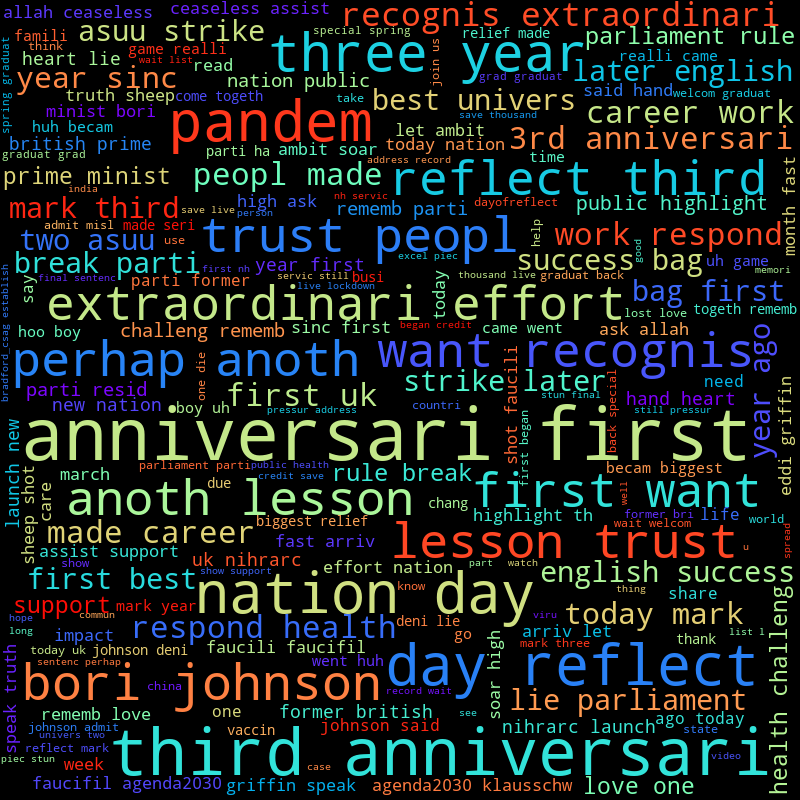 allah ceaseless
ceaseless assist
recognis extraordinari
famili
asuu strike
special spring
relief made
parliament rule
think
game realli
wait list
three year
join us
realli came
heart lie
read
grad graduat
later english
spring graduat
year sinc
nation public
said hand
welcom graduat
truth sheep
come togeth
take
best univers
career work
minist bori
pandem
save thousand
huh becam
let ambit
3rd anniversari
british prime
parti ha
ambit soar
today nation
time
graduat grad
address record
prime minist
peopl made
reflect third
month fast
india
nh servic
mark third
high ask
dayofreflect
public highlight
save live
person
rememb parti
admit misl
made seri
two asuu
use
trust peopl
help
work respond
good
break parti
first nh
year first
excel piec
success bag
uh game
memori
say
final sentenc
parti former
servic still
busi
today
thousand live
graduat back
live lockdown
bag first
bradford_csag establish
extraordinari effort
togeth rememb
lost love
hoo boy
challeng rememb
sinc first
began credit
came went
ask allah
perhap anoth
want recognis
year ago
one die
shot faucili
strike later
need
parti resid
first uk
stun final
back special
hand heart
new nation
boy uh
pressur address
countri
still pressur
eddi griffin
anniversari first
first began
launch new
sheep shot
march
parliament parti
public health
rule break
becam biggest
care
due
credit save
first want
well
anoth lesson
chang
former bri
life
world
highlight th
made career
biggest relief
wait welcom
spread
assist support
fast arriv
lesson trust
u
uk nihrarc
show
show support
effort nation
part
watch
first best
nation day
know
english success
thing
share
support
mark year
today mark
hope
impact
respond health
deni lie
viru
long
commun
go
arriv let
thank
list l
today uk
johnson deni
faucili faucifil
mark three
sentenc perhap
went huh
soar high
day reflect
health challeng
speak truth
bori johnson
china
record wait
lie parliament
rememb love
one
former british
see
ago today
johnson admit
vaccin
johnson said
nihrarc launch
state
univers two
reflect mark
third anniversari
video
piec stun
week
case
faucifil agenda2030
griffin speak
agenda2030 klausschw
love one